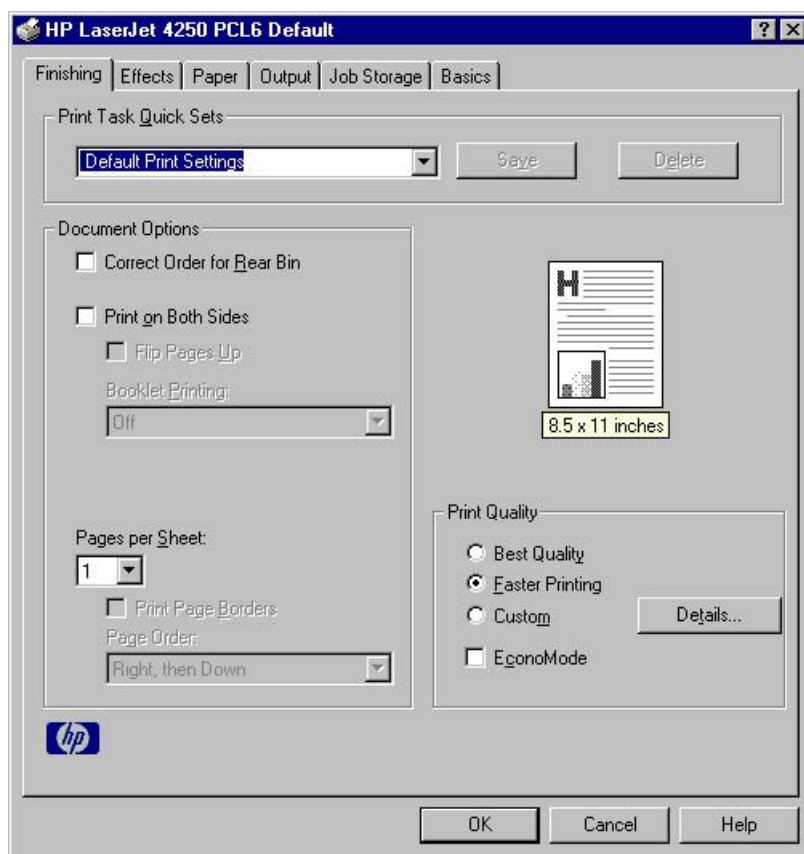 HP LaserJet 4250 PCL6 Default
Finishing Effects Paper Output Job Storage Basics
Print Task Quick Sets
Default Print Settings Save Delete
Document Options
Correct Order for Rear Bin
Print on Both Sides
Flip Pages Up
Booklet Printing:
Off
H
8.5 x 11 inches
Pages per Sheet:
1
Print Page Borders
Page Order:
Right, then Down
Print Quality
Best Quality
Faster Printing
Custom Details...
EconoMode
hp
OK Cancel Help